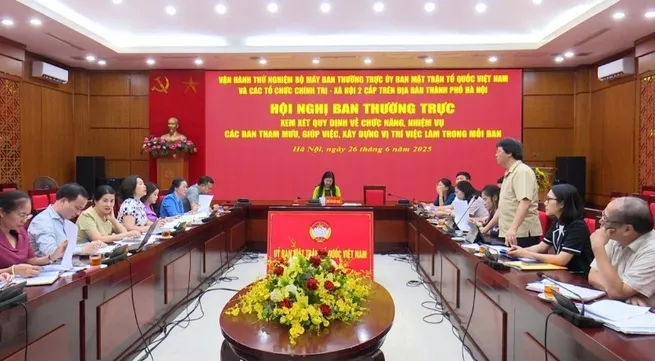 VẬN HÀNH THỬ NGHIỆM BỘ MÁY BAN THƯỜNG TRỰC ỦY BAN MẶT TRẬN TỔ QUỐC VIỆT NAM
VÀ CÁC TỔ CHỨC CHÍNH TRỊ - XÃ HỘI 2 CẤP TRÊN ĐỊA BÀN THÀNH PHỐ HÀ NỘI
HỘI NGHỊ BAN THƯỜNG TRỰC
XEM XÉT QUY ĐỊNH VỀ CHỨC NĂNG, NHIỆM VỤ
CÁC BAN THAM MƯU, GIÚP VIỆC, XÂY DỰNG VỊ TRÍ VIỆC LÀM TRONG MỖI BAN
Hà Nội, ngày 26 tháng 6 năm 2025
ỦY BAN MẶT TRẬN TỔ QUỐC VIỆT NAM